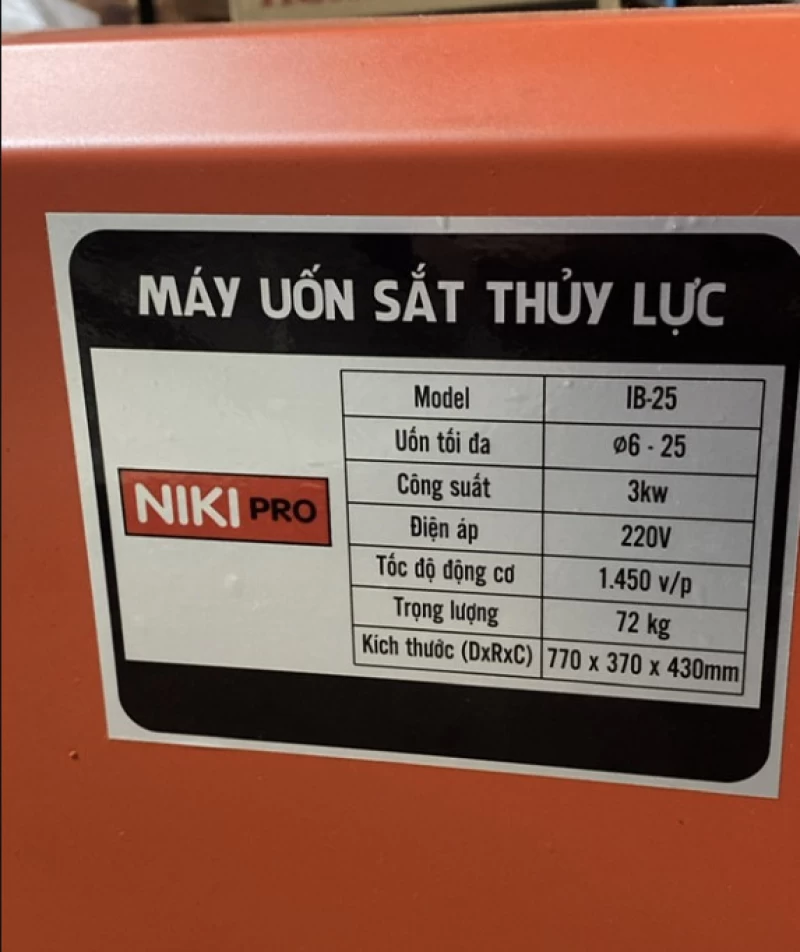 MÁY UỐN SẮT THỦY LỰC
NIKI PRO
Model IB-25
Uốn tối đa ø6 - 25
Công suất 3kw
Điện áp 220V
Tốc độ động cơ 1.450 v/p
Trọng lượng 72 kg
Kích thước (DxRxC) 770 x 370 x 430mm